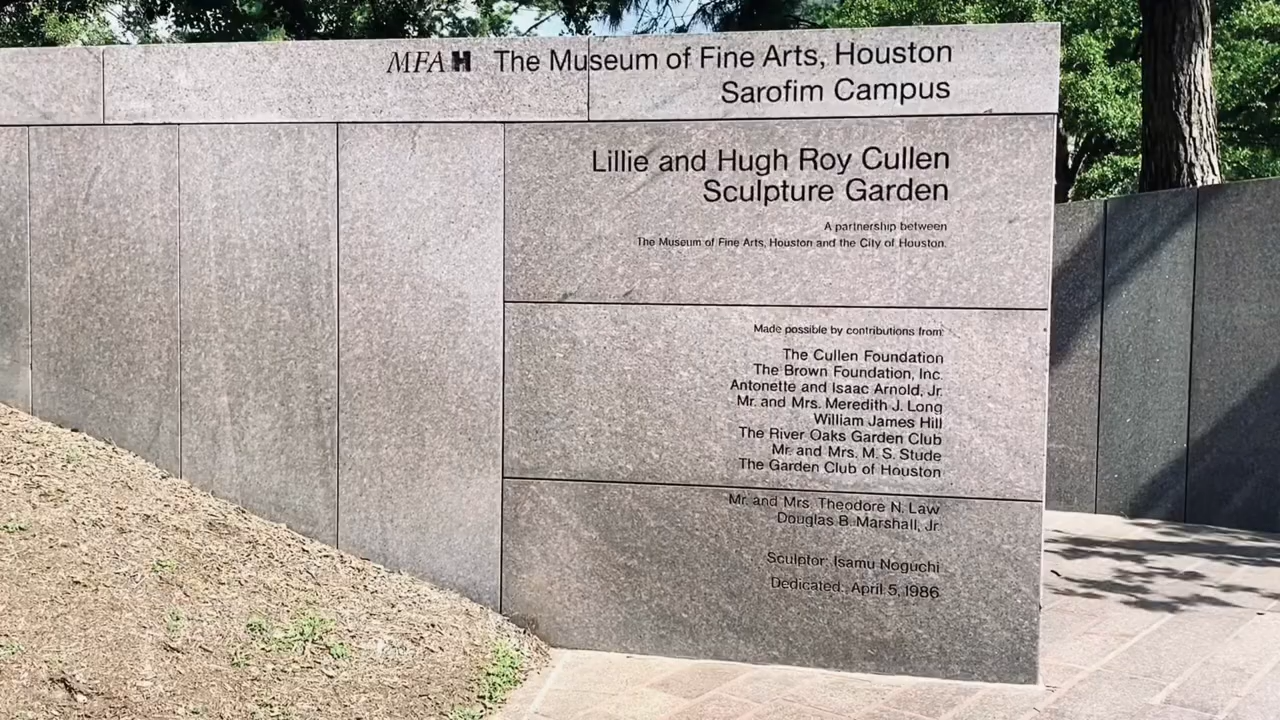 MFAH The Museum of Fine Arts, Houston
Sarofim Campus
Lillie and Hugh Roy Cullen
Sculpture Garden
A partnership between
The Museum of Fine Arts, Houston and the City of Houston.
Made possible by contributions from:
The Cullen Foundation
The Brown Foundation, Inc.
Antonette and Isaac Arnold, Jr.
Mr. and Mrs. Meredith J. Long
William James Hill
The River Oaks Garden Club
Mr. and Mrs. M. S. Stude
The Garden Club of Houston
Mr. and Mrs. Theodore N. Law
Douglas B. Marshall, Jr.
Sculptor: Isamu Noguchi
Dedicated, April 5, 1986